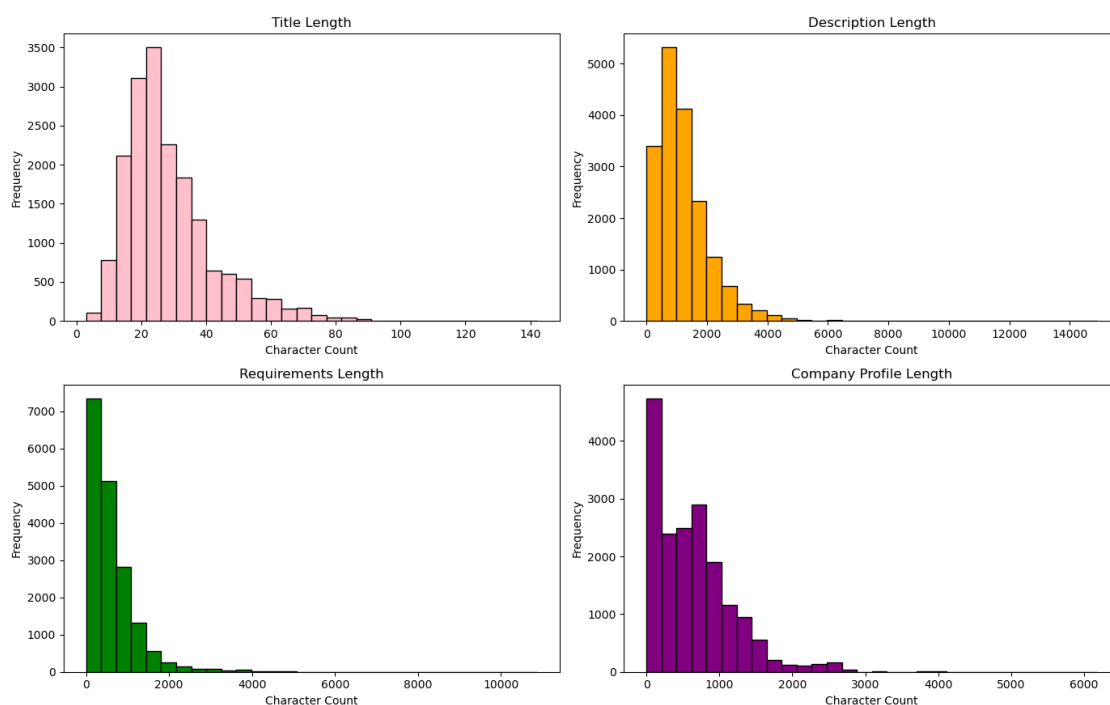 Title Length
Frequency
3500
3000
2500
2000
1500
1000
500
0
0 20 40 60 80 100 120 140
Character Count
Description Length
Frequency
5000
4000
3000
2000
1000
0
0 2000 4000 6000 8000 10000 12000 14000
Character Count
Requirements Length
Frequency
7000
6000
5000
4000
3000
2000
1000
0
0 2000 4000 6000 8000 10000
Character Count
Company Profile Length
Frequency
4000
3000
2000
1000
0
0 1000 2000 3000 4000 5000 6000
Character Count